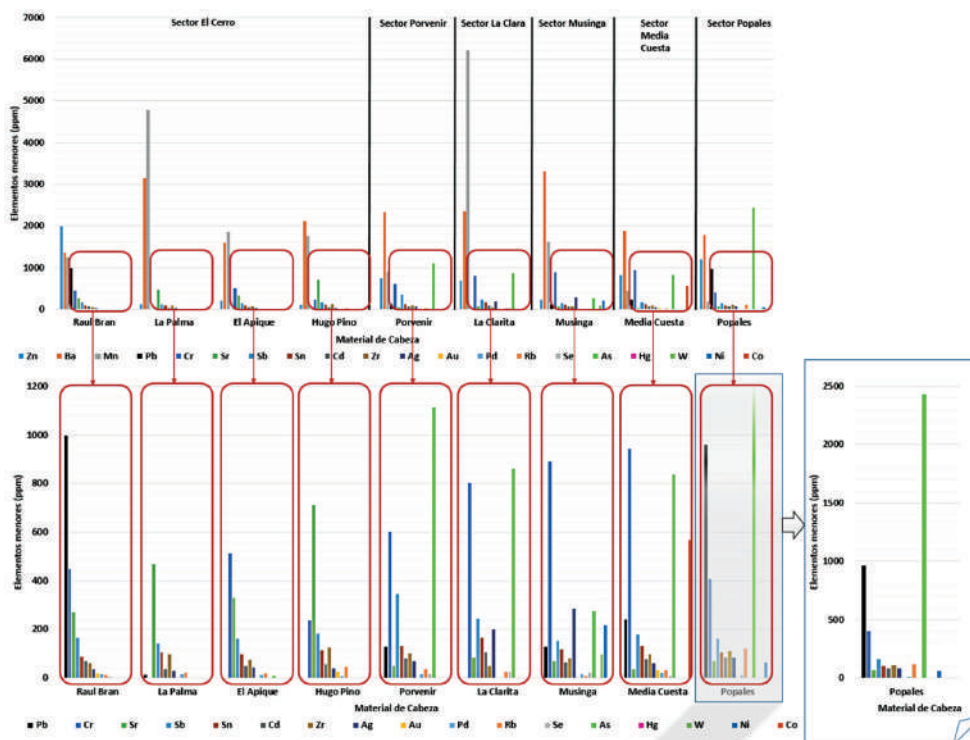 Sector El Cerro
Sector Porvenir
Sector La Clara
Sector Musinga
Sector
Media
Cuesta
Sector Popales
Elementos menores (ppm)
7000
6000
5000
4000
3000
2000
1000
0
Raul Bran
La Palma
El Apique
Hugo Pino
Porvenir
La Clarita
Musinga
Media Cuesta
Popales
Material de Cabeza
Zn Ba Mn Pb Cr Sr Sb Sn Cd Zr Ag Au Pd Rb Se As Hg W Ni Co
Elementos menores (ppm)
1200
1000
800
600
400
200
0
Raul Bran
La Palma
El Apique
Hugo Pino
Porvenir
La Clarita
Musinga
Media Cuesta
Popales
Material de Cabeza
Pb Cr Sr Sb Sn Cd Zr Ag Au Pd Rb Se As Hg W Ni Co
Elementos menores (ppm)
2500
2000
1500
1000
500
0
Popales
Material de Cabeza